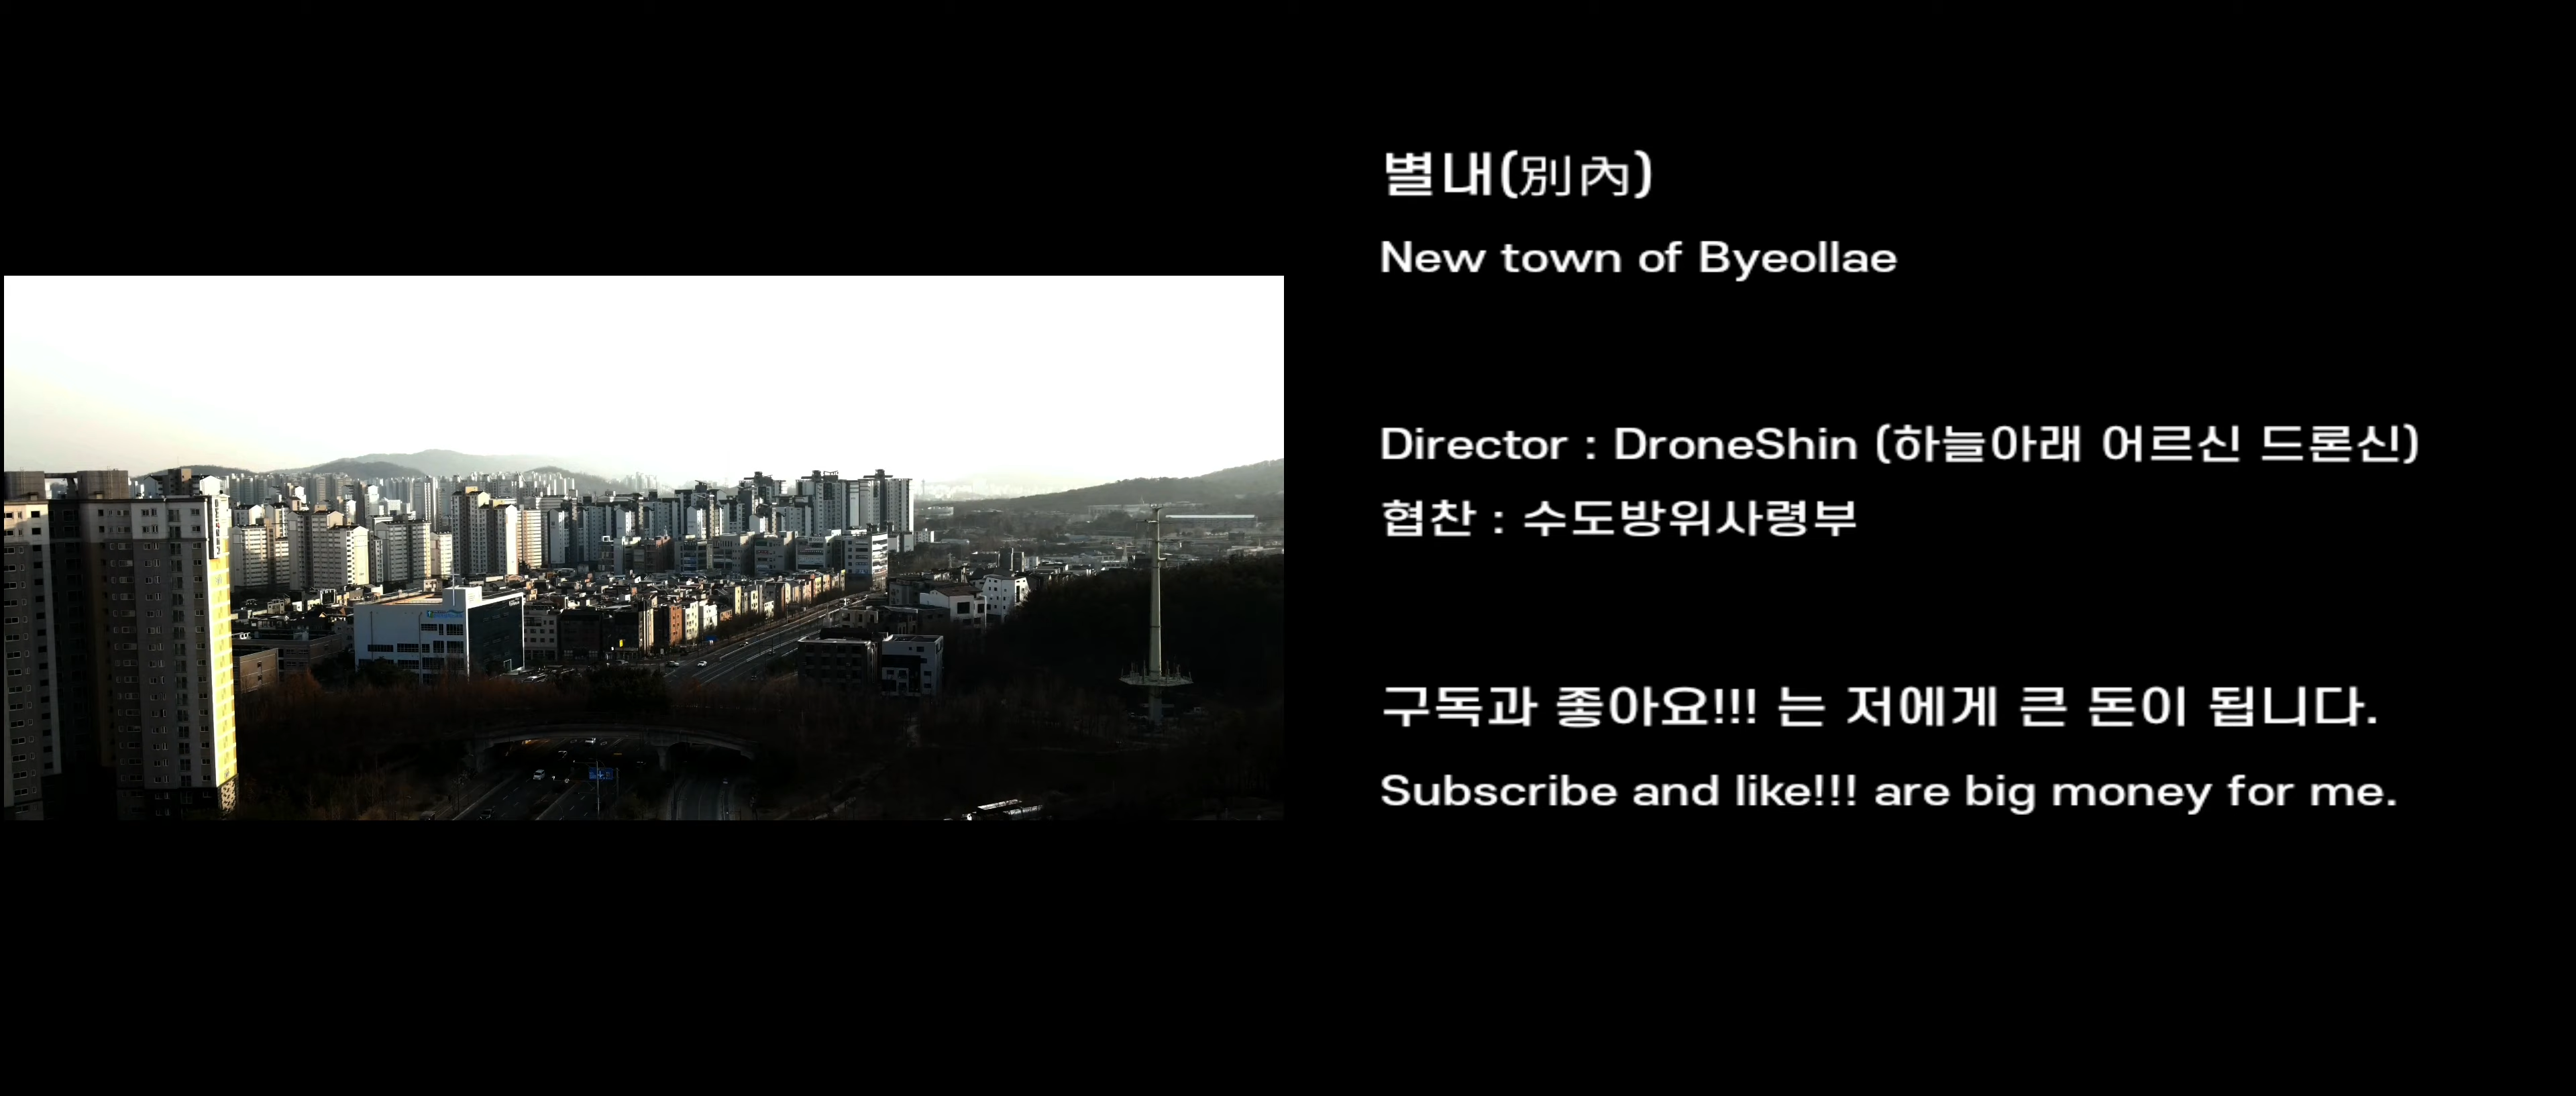 별내(別內)
New town of Byeollae
Director : DroneShin (하늘아래 어르신 드론신)
협찬 : 수도방위사령부
구독과 좋아요!!! 는 저에게 큰 돈이 됩니다.
Subscribe and like!!! are big money for me.